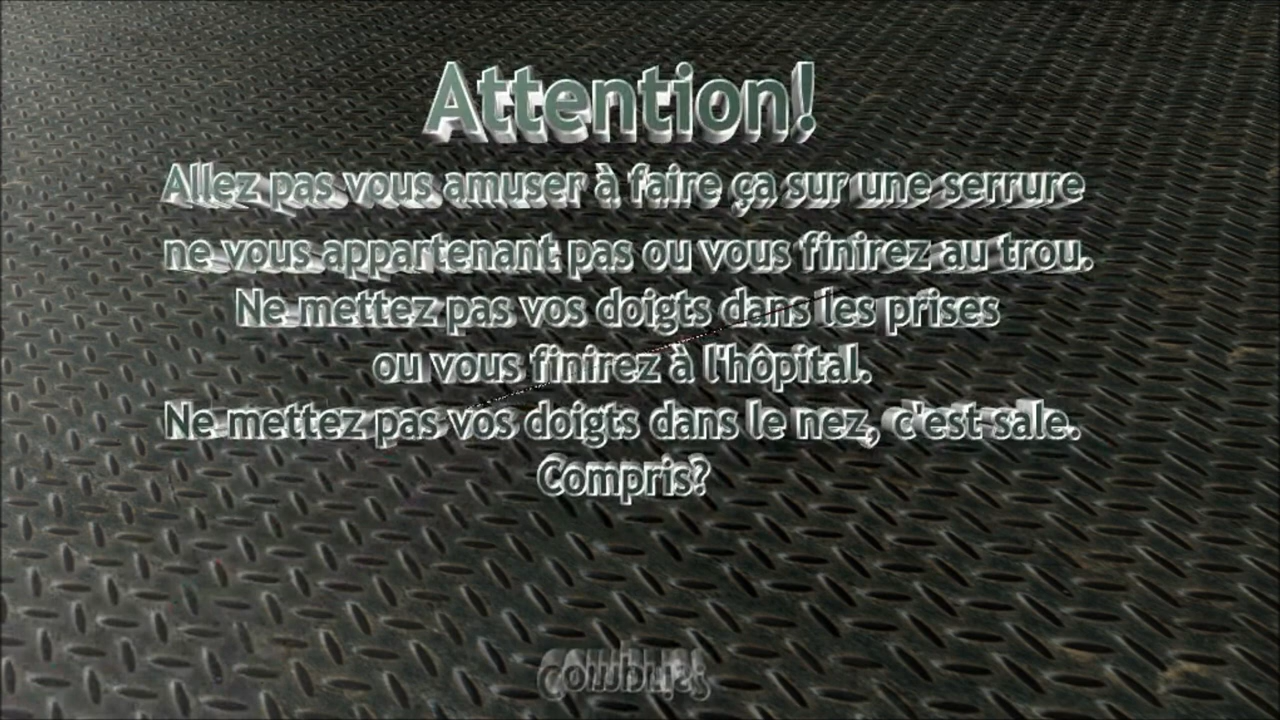 Attention!
Allez pas vous amuser à faire ça sur une serrure
ne vous appartenant pas ou vous finirez au trou.
Ne mettez pas vos doigts dans les prises
ou vous finirez à l'hôpital.
Ne mettez pas vos doigts dans le nez, c'est sale.
Compris?